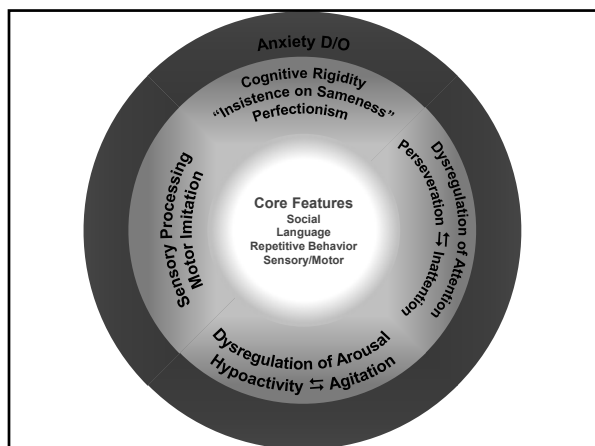 Anxiety D/O
Cognitive Rigidity
“Insistence on Sameness”
Perfectionism
Dysregulation of Attention
Perseveration ⇅ Inattention
Core Features
Social
Language
Repetitive Behavior
Sensory/Motor
Sensory Processing
Motor Imitation
Dysregulation of Arousal
Hypoactivity ⇆ Agitation